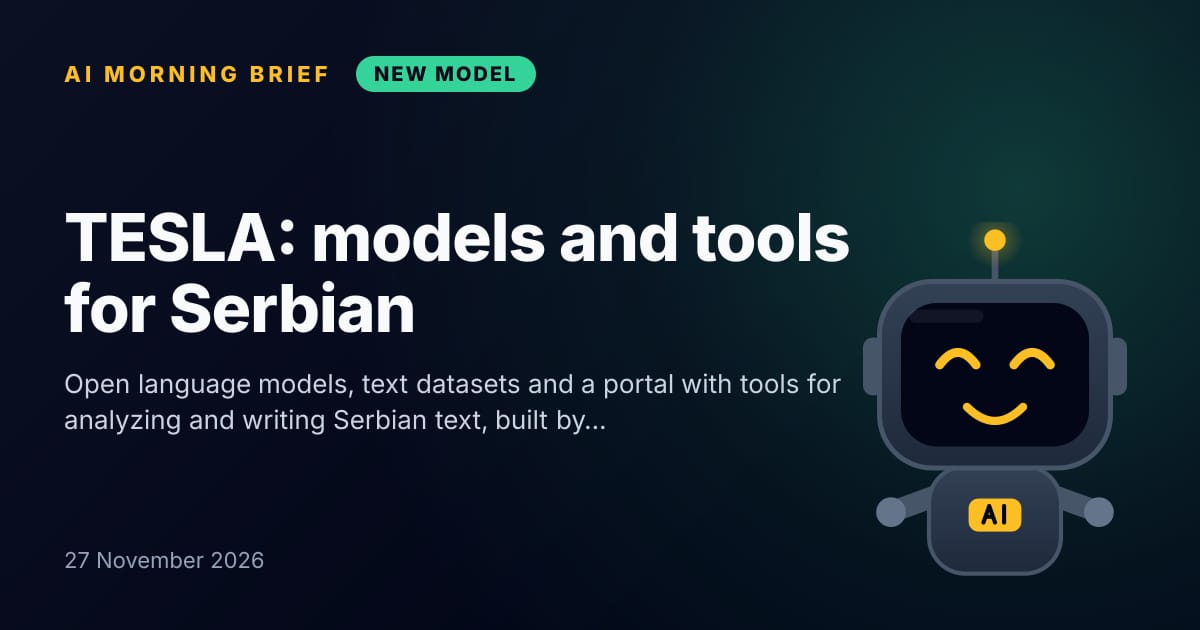 AI MORNING BRIEF NEW MODEL
TESLA: models and tools
for Serbian
Open language models, text datasets and a portal with tools for
analyzing and writing Serbian text, built by...
AI
27 November 2026